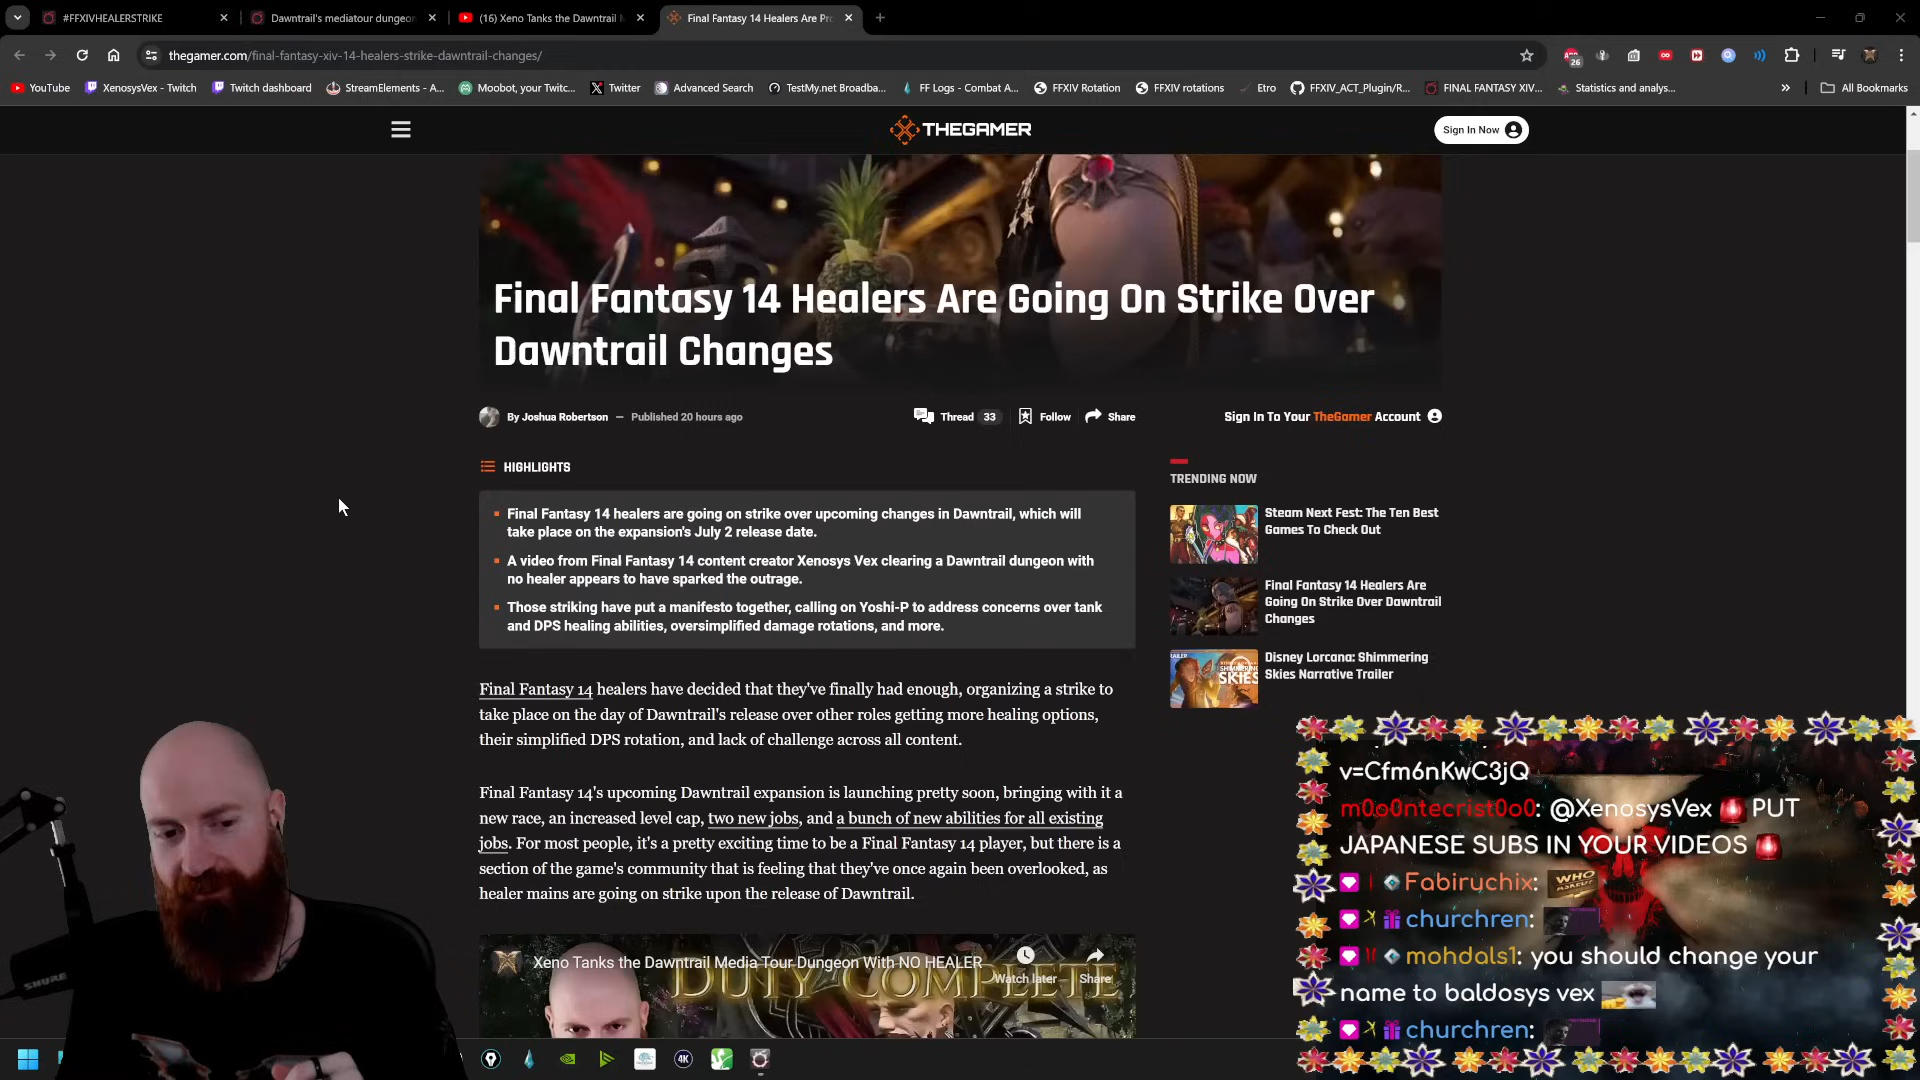 #FFXIVHEALERSTRIKE
Dawntrail's mediatour dungeon
(16) Xeno Tanks the Dawntrail M
Final Fantasy 14 Healers Are Pro
thegamer.com/final-fantasy-xiv-14-healers-strike-dawntrail-changes/
26
YouTube
XenosysVex - Twitch
Twitch dashboard
StreamElements - A...
Moobot, your Twitc...
Twitter
Advanced Search
TestMy.net Broadba...
FF Logs - Combat A...
FFXIV Rotation
FFXIV rotations
Etro
FFXIV_ACT_Plugin/R...
FINAL FANTASY XIV...
Statistics and analys...
All Bookmarks
THEGAMER
Sign In Now
Final Fantasy 14 Healers Are Going On Strike Over
Dawntrail Changes
By Joshua Robertson — Published 20 hours ago
Thread 33
Follow
Share
Sign In To Your TheGamer Account
HIGHLIGHTS
Final Fantasy 14 healers are going on strike over upcoming changes in Dawntrail, which will
take place on the expansion's July 2 release date.
A video from Final Fantasy 14 content creator Xenosys Vex clearing a Dawntrail dungeon with
no healer appears to have sparked the outrage.
Those striking have put a manifesto together, calling on Yoshi-P to address concerns over tank
and DPS healing abilities, oversimplified damage rotations, and more.
TRENDING NOW
Steam Next Fest: The Ten Best
Games To Check Out
Final Fantasy 14 Healers Are
Going On Strike Over Dawntrail
Changes
Disney Lorcana: Shimmering
Skies Narrative Trailer
Final Fantasy 14 healers have decided that they've finally had enough, organizing a strike to
take place on the day of Dawntrail's release over other roles getting more healing options,
their simplified DPS rotation, and lack of challenge across all content.
Final Fantasy 14's upcoming Dawntrail expansion is launching pretty soon, bringing with it a
new race, an increased level cap, two new jobs, and a bunch of new abilities for all existing
jobs. For most people, it's a pretty exciting time to be a Final Fantasy 14 player, but there is a
section of the game's community that is feeling that they've once again been overlooked, as
healer mains are going on strike upon the release of Dawntrail.
Xeno Tanks the Dawntrail Media Tour Dungeon With NO HEALER
Watch later
Share
DUTY COMPLETE
v=Cfm6nKwC3jQ
m0o0ntecrist0o0: @XenosysVex PUT
JAPANESE SUBS IN YOUR VIDEOS
Fabiruchix: WHO
churchren:
mohdals1: you should change your
name to baldosys vex
churchren:
SHURE
4K